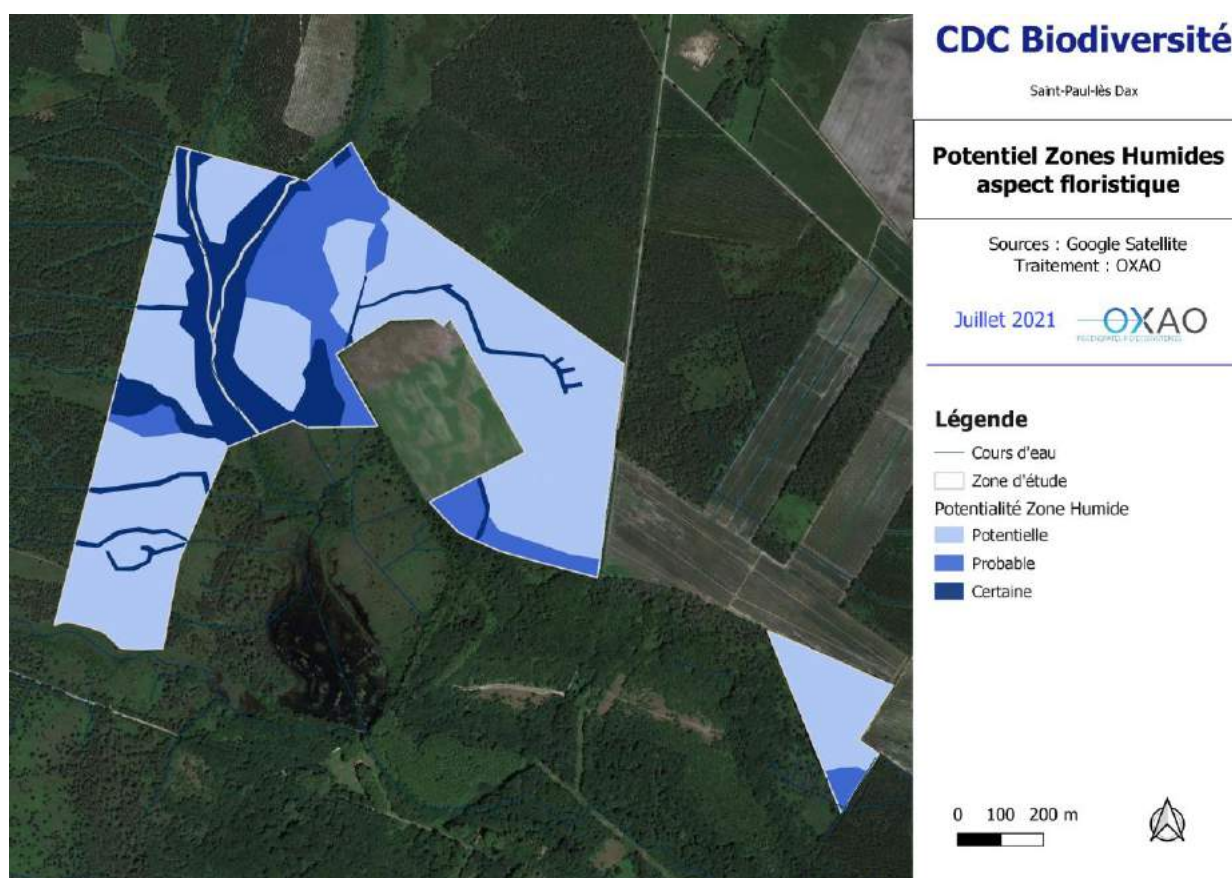 CDC Biodiversité
Saint-Paul-lès Dax
Potentiel Zones Humides
aspect floristique
Sources : Google Satellite
Traitement : OXAO
Juillet 2021
OXAO
Légende
Cours d'eau
Zone d'étude
Potentialité Zone Humide
Potentielle
Probable
Certaine
0 100 200 m